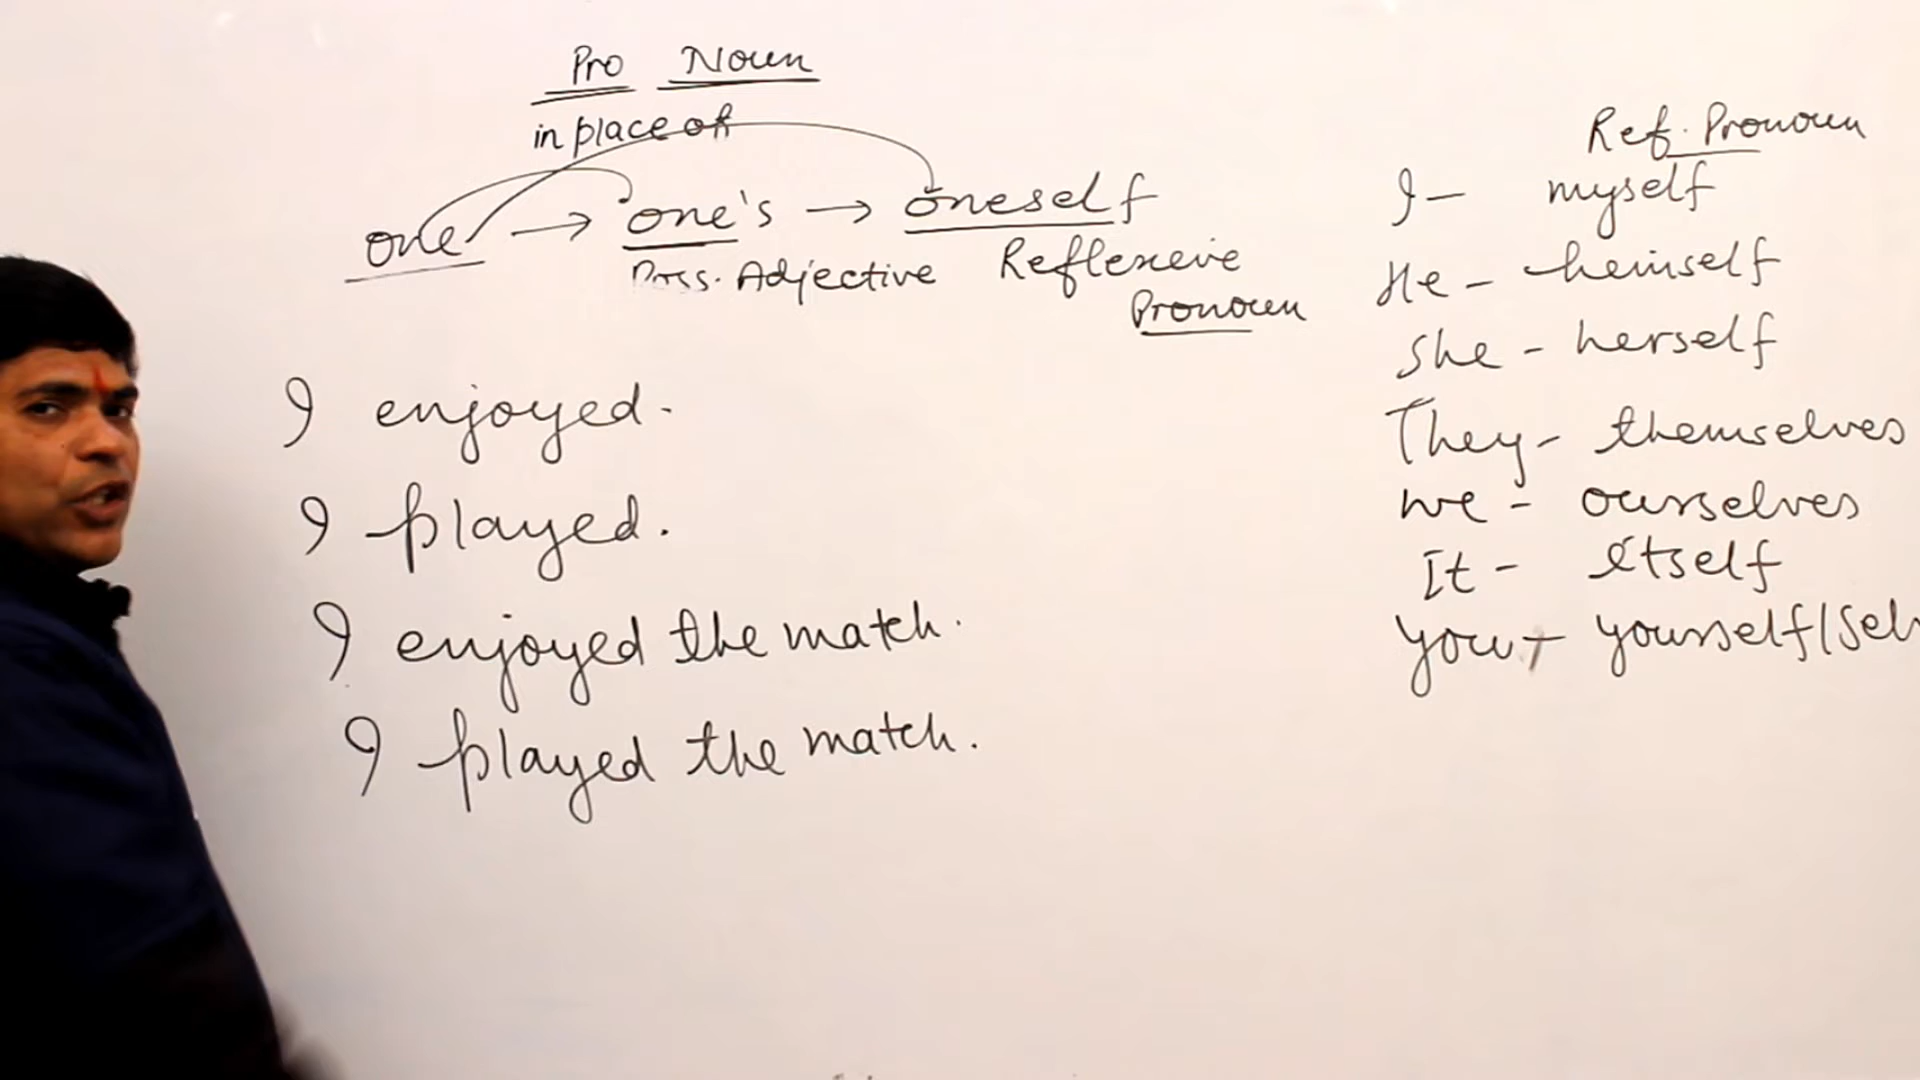 Pro Noun
in place of
one → one's → oneself
Poss. Adjective Reflexive
Pronoun
I enjoyed.
I played.
I enjoyed the match.
I played the match.
Ref. Pronoun
I - myself
He - himself
She - herself
They - themselves
we - ourselves
It - itself
you - yourself/Selv